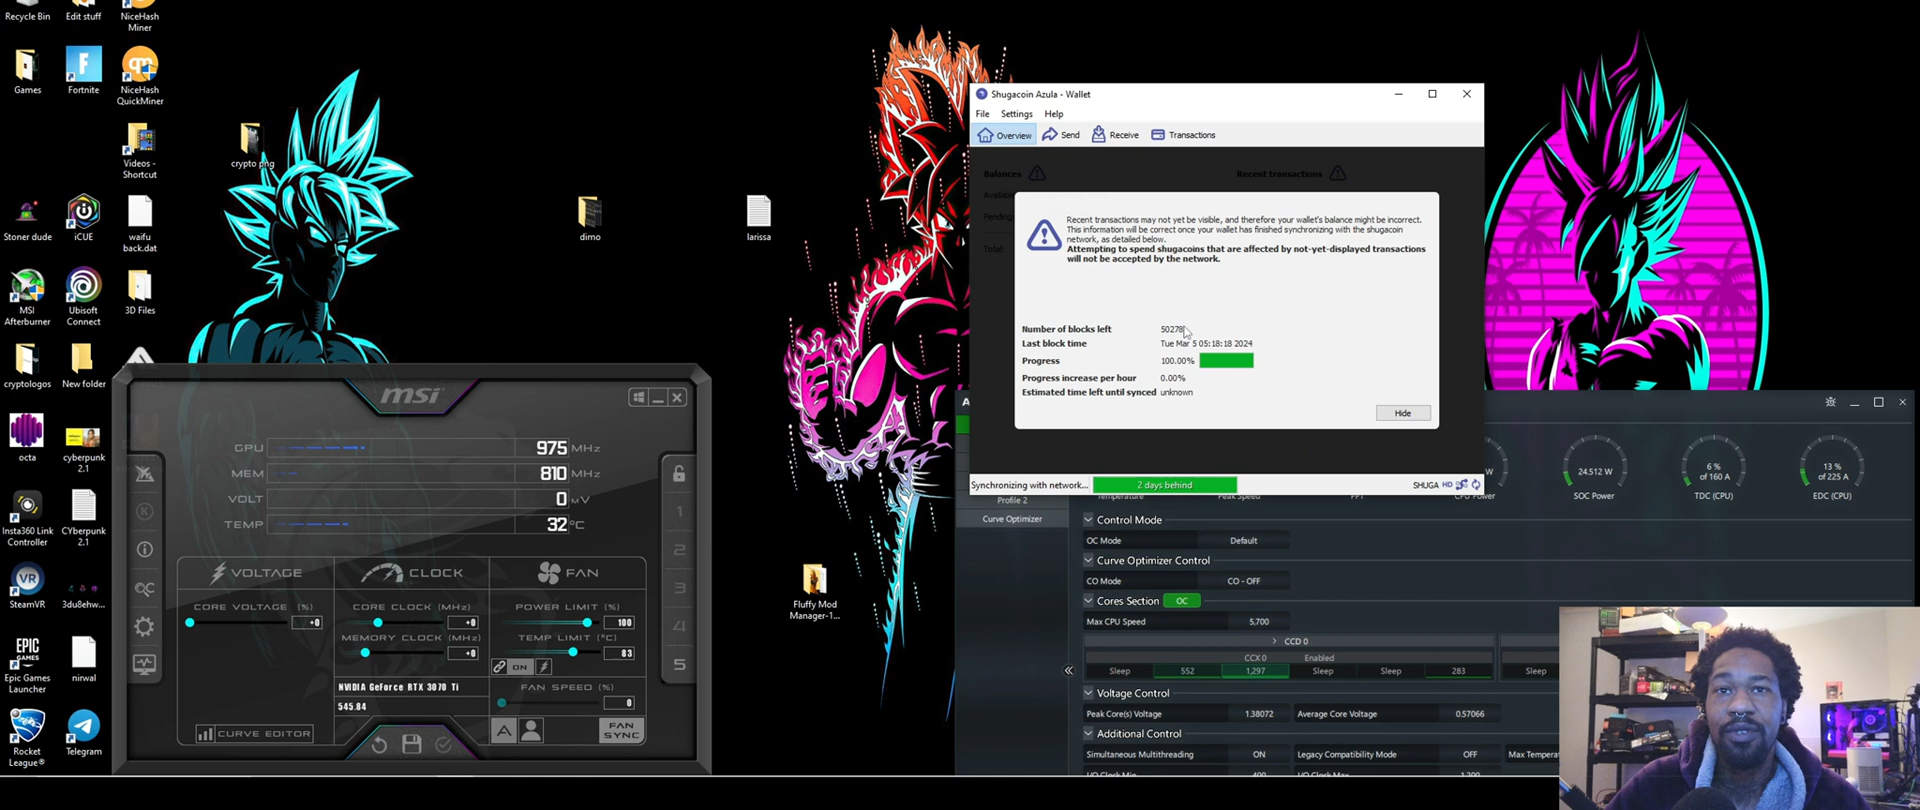 Recycle Bin
Edit stuff
NiceHash Miner
Games
Fortnite
NiceHash QuickMiner
Videos - Shortcut
crypto png
Stoner dude
iCUE
waifu back.dat
dimo
larissa
MSI Afterburner
Ubisoft Connect
3D Files
cryptologos
New folder
octa
cyberpunk 2.1
Insta360 Link Controller
CYberpunk 2.1
SteamVR
3du8ehw...
Epic Games Launcher
nirwal
Rocket League®
Telegram
Fluffy Mod Manager-1...
EPIC GAMES
msi
GPU 975 MHz
MEM 810 MHz
VOLT 0 mV
TEMP 32 °C
VOLTAGE
CLOCK
FAN
CORE VOLTAGE (%)
+0
CORE CLOCK (MHz)
+0
MEMORY CLOCK (MHz)
+0
POWER LIMIT (%)
100
TEMP LIMIT (°C)
83
ON
NVIDIA GeForce RTX 3070 Ti
545.84
FAN SPEED (%)
0
CURVE EDITOR
A
FAN SYNC
1
2
3
4
5
Shugacoin Azula - Wallet
File Settings Help
Overview Send Receive Transactions
Balances
Recent transactions
Pending
Total:
Recent transactions may not yet be visible, and therefore your wallet's balance might be incorrect.
This information will be correct once your wallet has finished synchronizing with the shugacoin
network, as detailed below.
Attempting to spend shugacoins that are affected by not-yet-displayed transactions
will not be accepted by the network.
Number of blocks left 50278
Last block time Tue Mar 5 05:18:18 2024
Progress 100.00%
Progress increase per hour 0.00%
Estimated time left until synced unknown
Hide
Synchronizing with network... 2 days behind SHUGA HD
24.512 W
SOC Power
6 %
of 160 A
TDC (CPU)
13 %
of 225 A
EDC (CPU)
Profile 2
Curve Optimizer
Control Mode
OC Mode Default
Curve Optimizer Control
CO Mode CO - OFF
Cores Section OC
Max CPU Speed 5,700
CCD 0
CCX 0 Enabled
Sleep 552 1,297 Sleep Sleep 283 Sleep
Voltage Control
Peak Core(s) Voltage 1.38072 Average Core Voltage 0.57066
Additional Control
Simultaneous Multithreading ON Legacy Compatibility Mode OFF